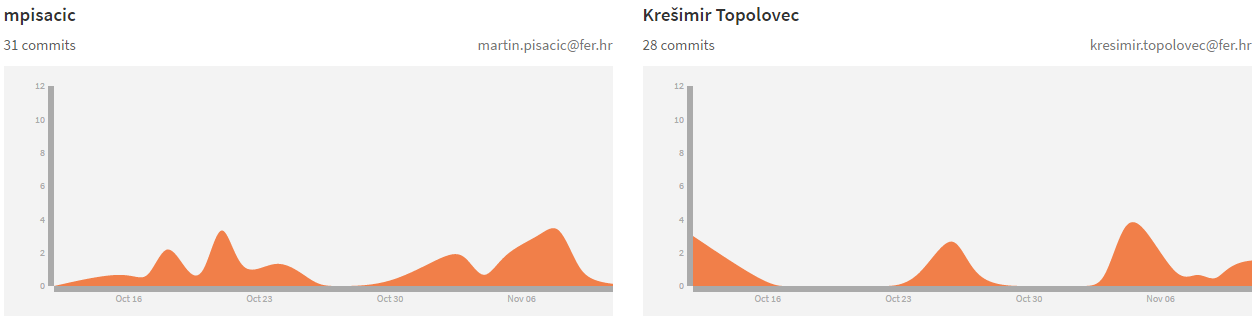 mpisacic
31 commits
martin.pisacic@fer.hr
12
10
8
6
4
2
0
Oct 16
Oct 23
Oct 30
Nov 06
Krešimir Topolovec
28 commits
kresimir.topolovec@fer.hr
12
10
8
6
4
2
0
Oct 16
Oct 23
Oct 30
Nov 06